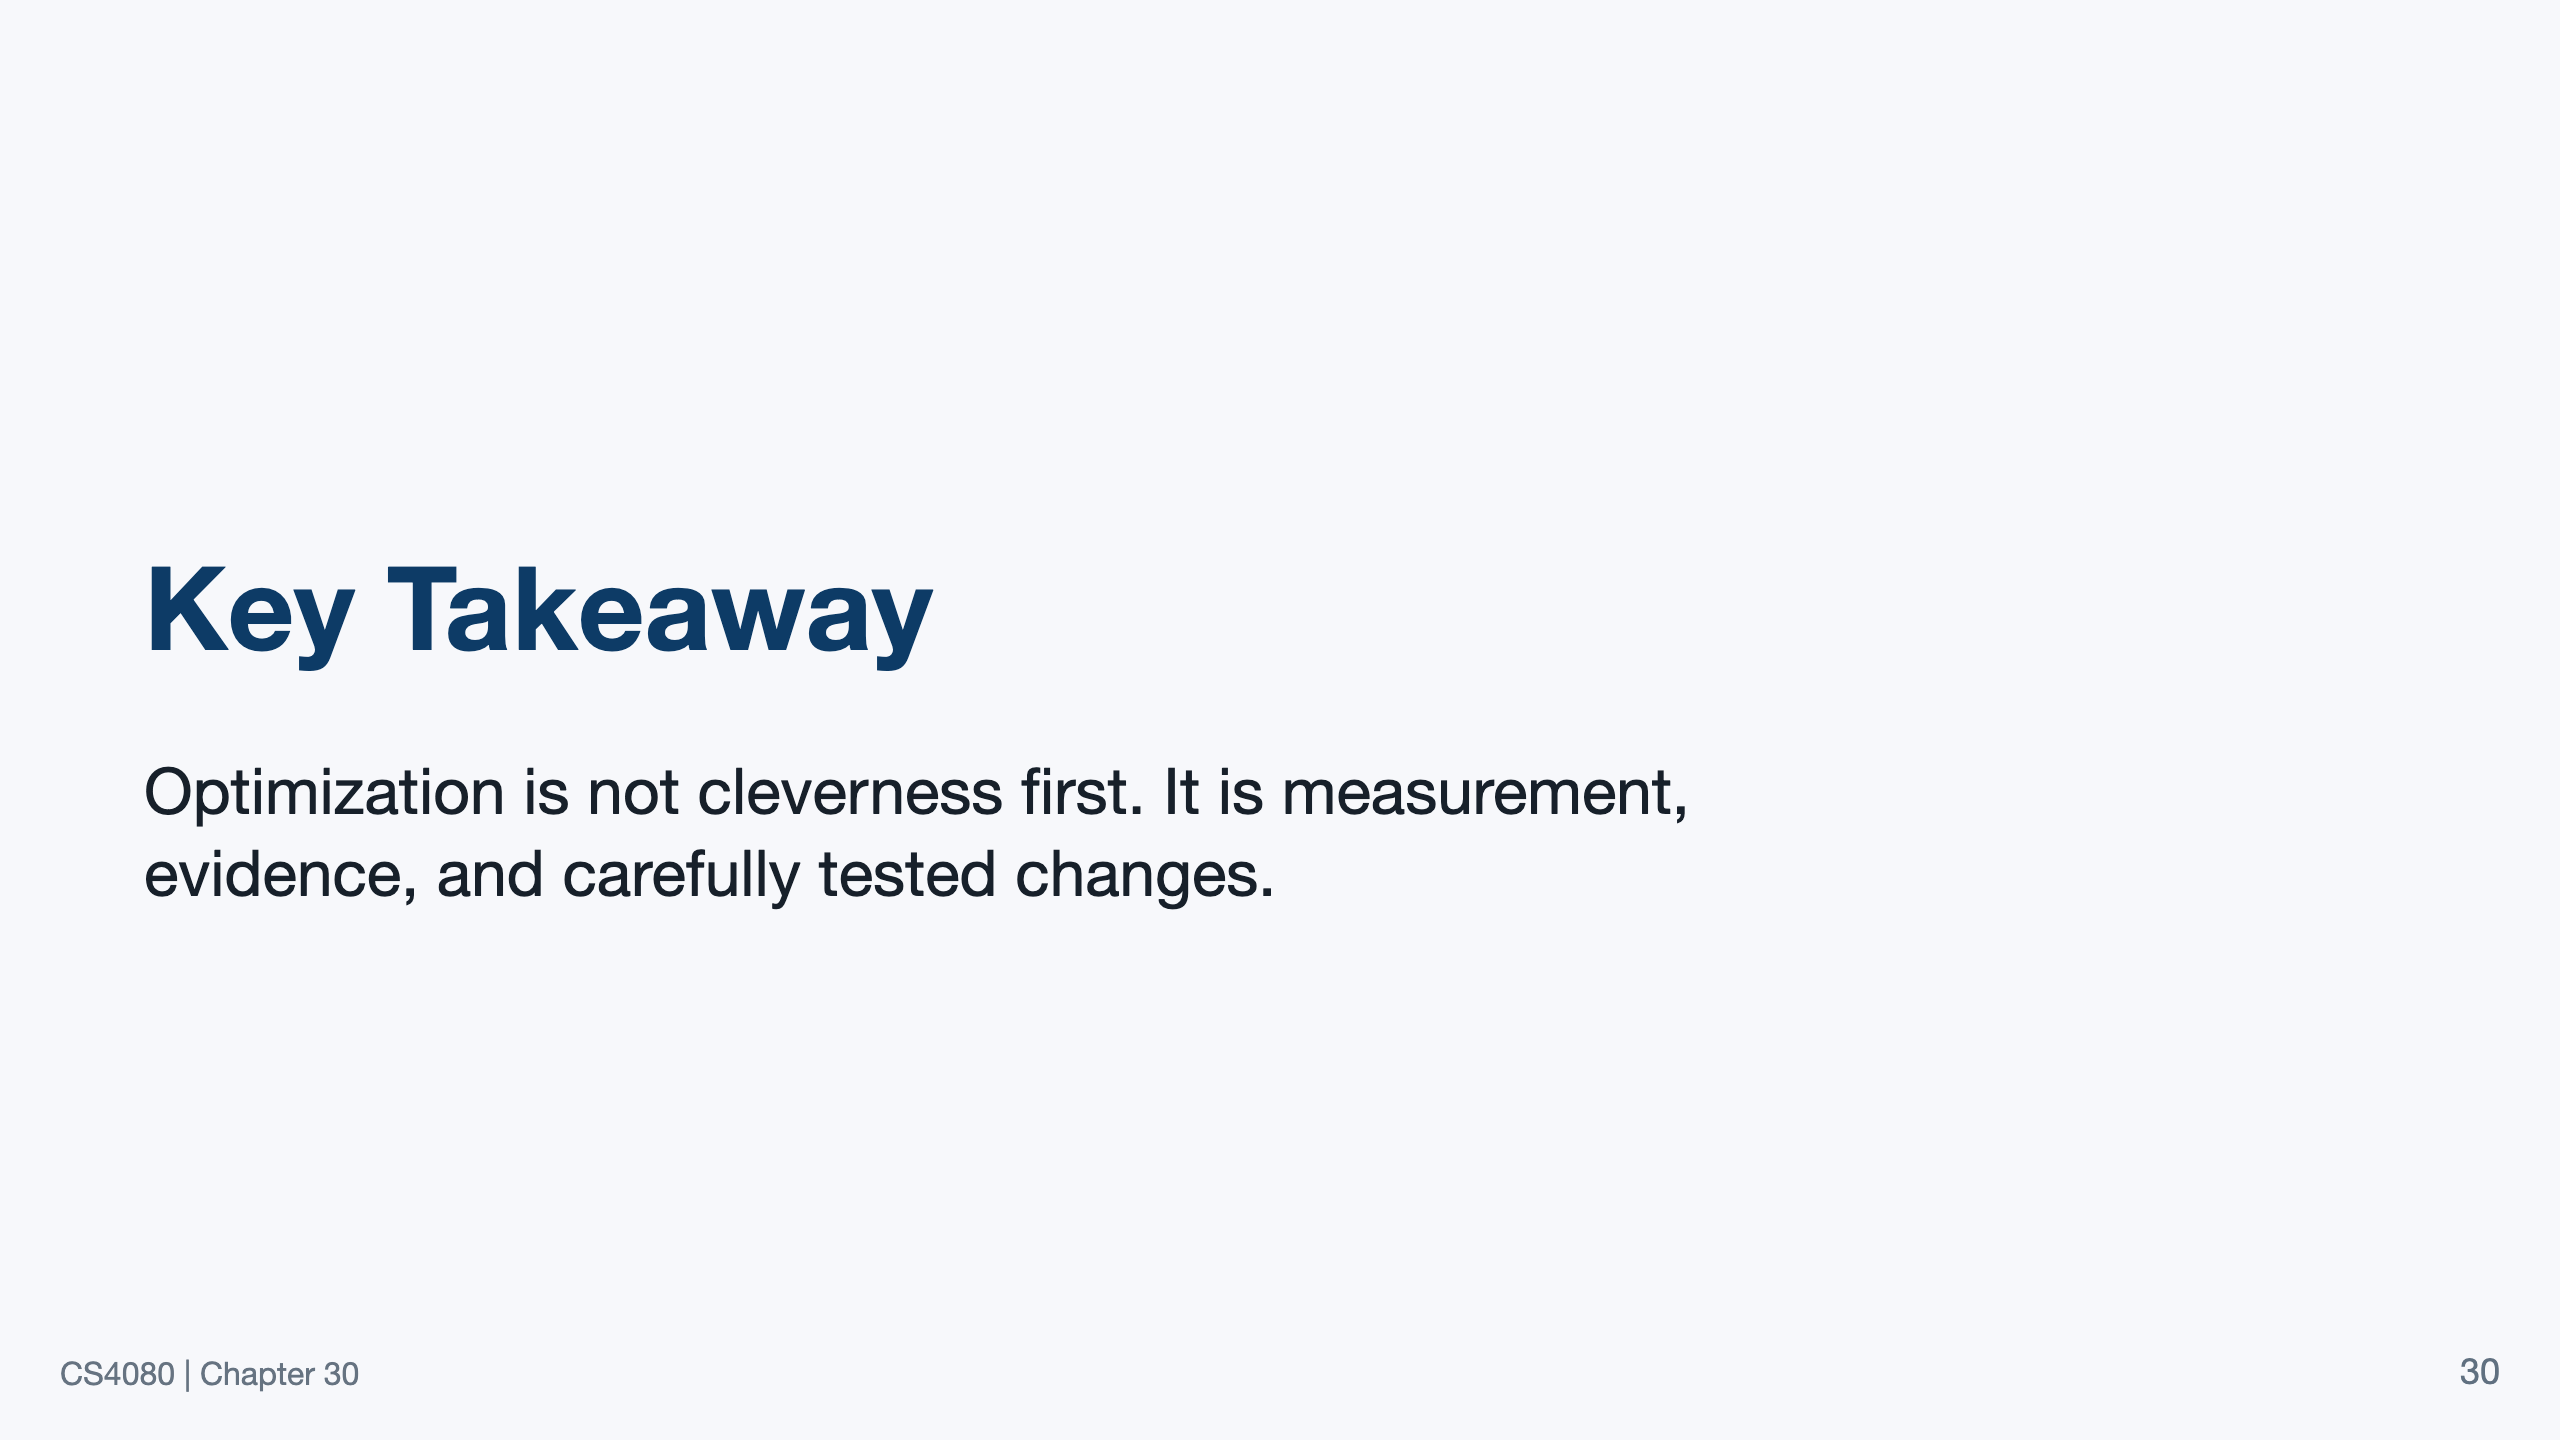 Key Takeaway
Optimization is not cleverness first. It is measurement,
evidence, and carefully tested changes.
CS4080 | Chapter 30
30